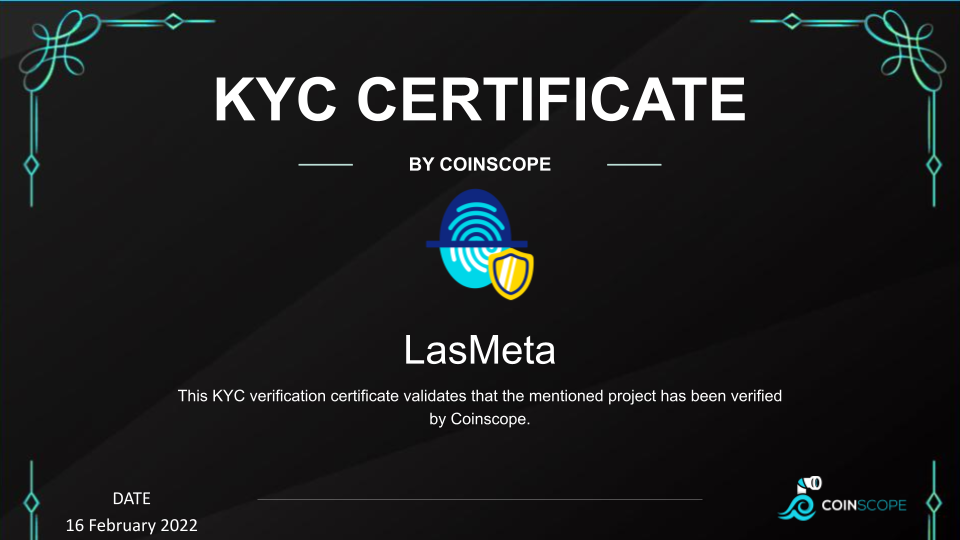 KYC CERTIFICATE
BY COINSCOPE
LasMeta
This KYC verification certificate validates that the mentioned project has been verified
by Coinscope.
DATE
16 February 2022
COINSCOPE